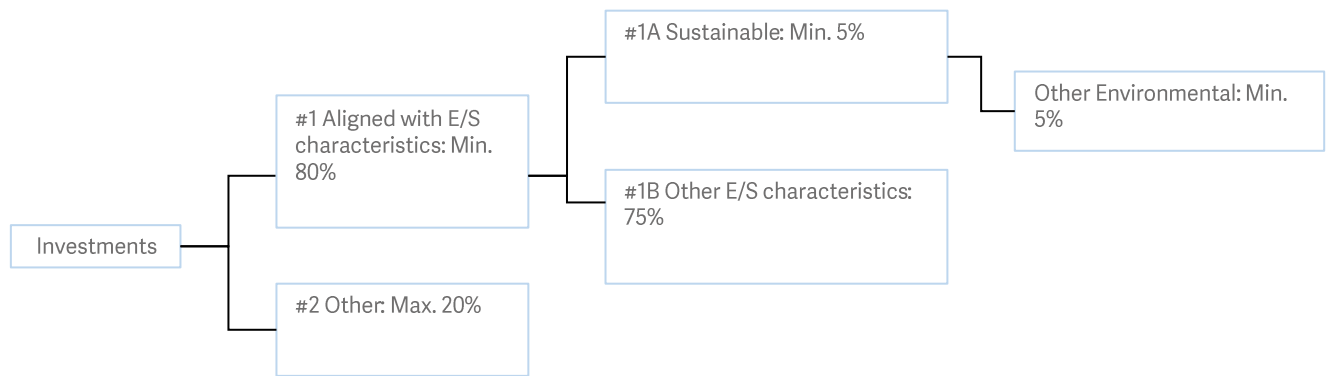 #1A Sustainable: Min. 5%
Other Environmental: Min.
5%
#1 Aligned with E/S
characteristics: Min.
80%
#1B Other E/S characteristics:
75%
Investments
#2 Other: Max. 20%